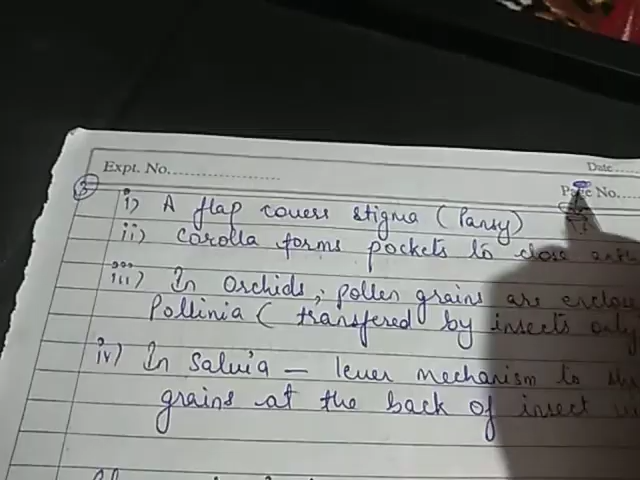 Expt. No.
Date
Page No.
3
i) A flap covers stigma (Pansy)
ii) Corolla forms pockets to close
iii) In Orchids, pollen grains are
Pollinia (transfered by insects only
iv) In Salvia – lever mechanism to
grains at the back of insect